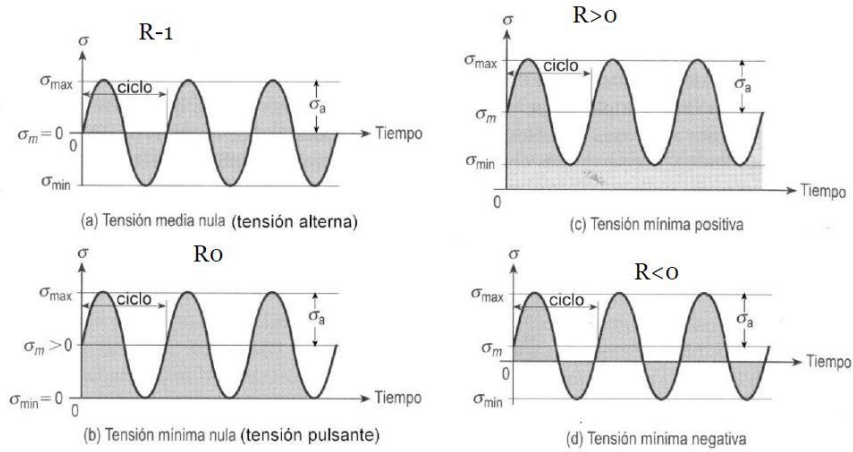 R-1
σ
σmax
ciclo
σa
σm=0
0
Tiempo
σmin
(a) Tensión media nula (tensión alterna)
R0
σ
σmax
ciclo
σa
σm>0
σmin=0
0
Tiempo
(b) Tensión mínima nula (tensión pulsante)
R>0
σ
σmax
ciclo
σa
σm
σmin
0
Tiempo
(c) Tensión mínima positiva
R<0
σ
σmax
ciclo
σa
σm
0
Tiempo
σmin
(d) Tensión mínima negativa